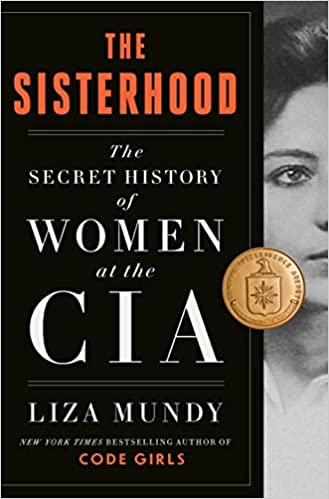 THE
SISTERHOOD
The
SECRET HISTORY
of
WOMEN
at the
CIA
LIZA MUNDY
NEW YORK TIMES BESTSELLING AUTHOR OF
CODE GIRLS